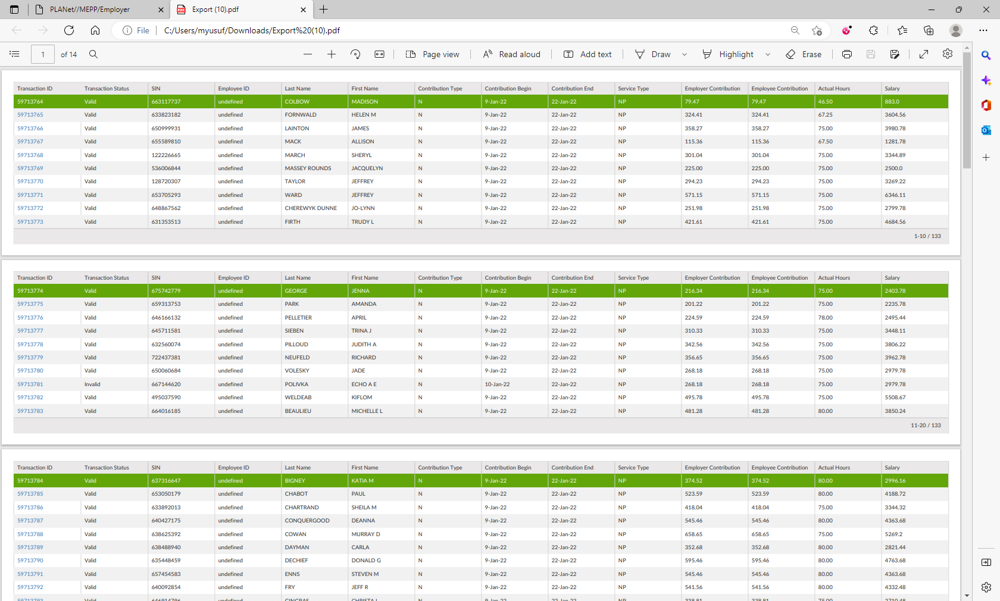 PLANet//MEPP/Employer Export (10).pdf
File C:/Users/myusuf/Downloads/Export%20(10).pdf
1 of 14 Page view Read aloud Add text Draw Highlight Erase
Transaction ID Transaction Status SIN Employee ID Last Name First Name Contribution Type Contribution Begin Contribution End Service Type Employer Contribution Employee Contribution Actual Hours Salary
59713764 Valid 663117737 undefined COLBOW MADISON N 9-Jan-22 22-Jan-22 NP 79.47 79.47 46.50 883.0
59713765 Valid 633823182 undefined FORNWALD HELEN M N 9-Jan-22 22-Jan-22 NP 324.41 324.41 67.25 3604.56
59713766 Valid 650999931 undefined LAINTON JAMES N 9-Jan-22 22-Jan-22 NP 358.27 358.27 75.00 3980.78
59713767 Valid 655589810 undefined MACK ALLISON N 9-Jan-22 22-Jan-22 NP 115.36 115.36 67.50 1281.78
59713768 Valid 122226665 undefined MARCH SHERYL N 9-Jan-22 22-Jan-22 NP 301.04 301.04 75.00 3344.89
59713769 Valid 536006844 undefined MASSEY ROUNDS JACQUELYN N 9-Jan-22 22-Jan-22 NP 225.00 225.00 75.00 2500.0
59713770 Valid 128720307 undefined TAYLOR JEFFREY N 9-Jan-22 22-Jan-22 NP 294.23 294.23 75.00 3269.22
59713771 Valid 653705293 undefined WARD JEFFREY N 9-Jan-22 22-Jan-22 NP 571.15 571.15 75.00 6346.11
59713772 Valid 648867562 undefined CHEREWYK DUNNE JO-LYNN N 9-Jan-22 22-Jan-22 NP 251.98 251.98 75.00 2799.78
59713773 Valid 631353513 undefined FIRTH TRUDY L N 9-Jan-22 22-Jan-22 NP 421.61 421.61 75.00 4684.56
1-10 / 133
Transaction ID Transaction Status SIN Employee ID Last Name First Name Contribution Type Contribution Begin Contribution End Service Type Employer Contribution Employee Contribution Actual Hours Salary
59713774 Valid 675742779 undefined GEORGE JENNA N 9-Jan-22 22-Jan-22 NP 216.34 216.34 75.00 2403.78
59713775 Valid 659313753 undefined PARK AMANDA N 9-Jan-22 22-Jan-22 NP 201.22 201.22 75.00 2235.78
59713776 Valid 646166132 undefined PELLETIER APRIL N 9-Jan-22 22-Jan-22 NP 224.59 224.59 78.00 2495.44
59713777 Valid 645711581 undefined SIEBEN TRINA J N 9-Jan-22 22-Jan-22 NP 310.33 310.33 75.00 3448.11
59713778 Valid 632560074 undefined PILLOUD JUDITH A N 9-Jan-22 22-Jan-22 NP 342.56 342.56 75.00 3806.22
59713779 Valid 722437381 undefined NEUFELD RICHARD N 9-Jan-22 22-Jan-22 NP 356.65 356.65 75.00 3962.78
59713780 Valid 650060684 undefined VOLESKY JADE N 9-Jan-22 22-Jan-22 NP 268.18 268.18 75.00 2979.78
59713781 Invalid 667144620 undefined POLIVKA ECHO A E N 10-Jan-22 22-Jan-22 NP 268.18 268.18 75.00 2979.78
59713782 Valid 495037590 undefined WELDEAB KIFLOM N 9-Jan-22 22-Jan-22 NP 495.78 495.78 75.00 5508.67
59713783 Valid 664016185 undefined BEAULIEU MICHELLE L N 9-Jan-22 22-Jan-22 NP 481.28 481.28 80.00 3850.24
11-20 / 133
Transaction ID Transaction Status SIN Employee ID Last Name First Name Contribution Type Contribution Begin Contribution End Service Type Employer Contribution Employee Contribution Actual Hours Salary
59713784 Valid 637316647 undefined BIGNEY KATIA M N 9-Jan-22 22-Jan-22 NP 374.52 374.52 80.00 2996.16
59713785 Valid 653050179 undefined CHABOT PAUL N 9-Jan-22 22-Jan-22 NP 523.59 523.59 80.00 4188.72
59713786 Valid 633892013 undefined CHARTRAND SHEILA M N 9-Jan-22 22-Jan-22 NP 418.04 418.04 75.00 3344.32
59713787 Valid 640427175 undefined CONQUERGOOD DEANNA N 9-Jan-22 22-Jan-22 NP 545.46 545.46 80.00 4363.68
59713788 Valid 638625392 undefined COWAN MURRAY D N 9-Jan-22 22-Jan-22 NP 658.65 658.65 75.00 5269.2
59713789 Valid 638488940 undefined DAYMAN CARLA N 9-Jan-22 22-Jan-22 NP 352.68 352.68 80.00 2821.44
59713790 Valid 635448459 undefined DECHIEF DONALD G N 9-Jan-22 22-Jan-22 NP 595.46 595.46 80.00 4763.68
59713791 Valid 657454583 undefined ENNS STEVEN M N 9-Jan-22 22-Jan-22 NP 545.46 545.46 80.00 4363.68
59713792 Valid 640092854 undefined FRY JEFF R N 9-Jan-22 22-Jan-22 NP 541.56 541.56 80.00 4332.48